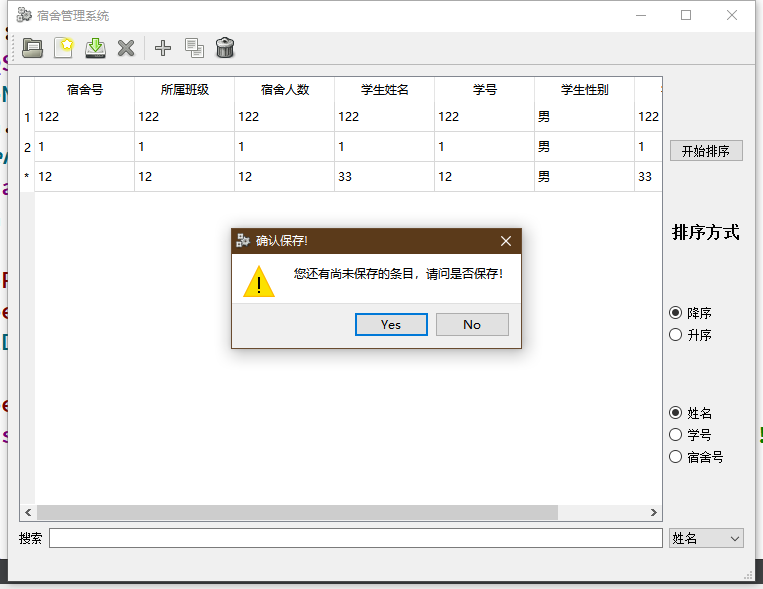 宿舍管理系统
宿舍号 所属班级 宿舍人数 学生姓名 学号 学生性别
1 122 122 122 122 122 男 122
2 1 1 1 1 1 男 1
* 12 12 12 33 12 男 33
开始排序
排序方式
确认保存!
您还有尚未保存的条目，请问是否保存!
Yes No
降序
升序
姓名
学号
宿舍号
搜索 姓名